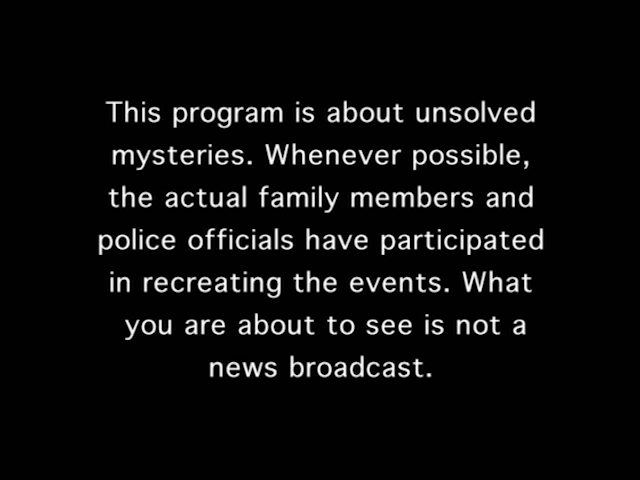 This program is about unsolved
mysteries. Whenever possible,
the actual family members and
police officials have participated
in recreating the events. What
you are about to see is not a
news broadcast.